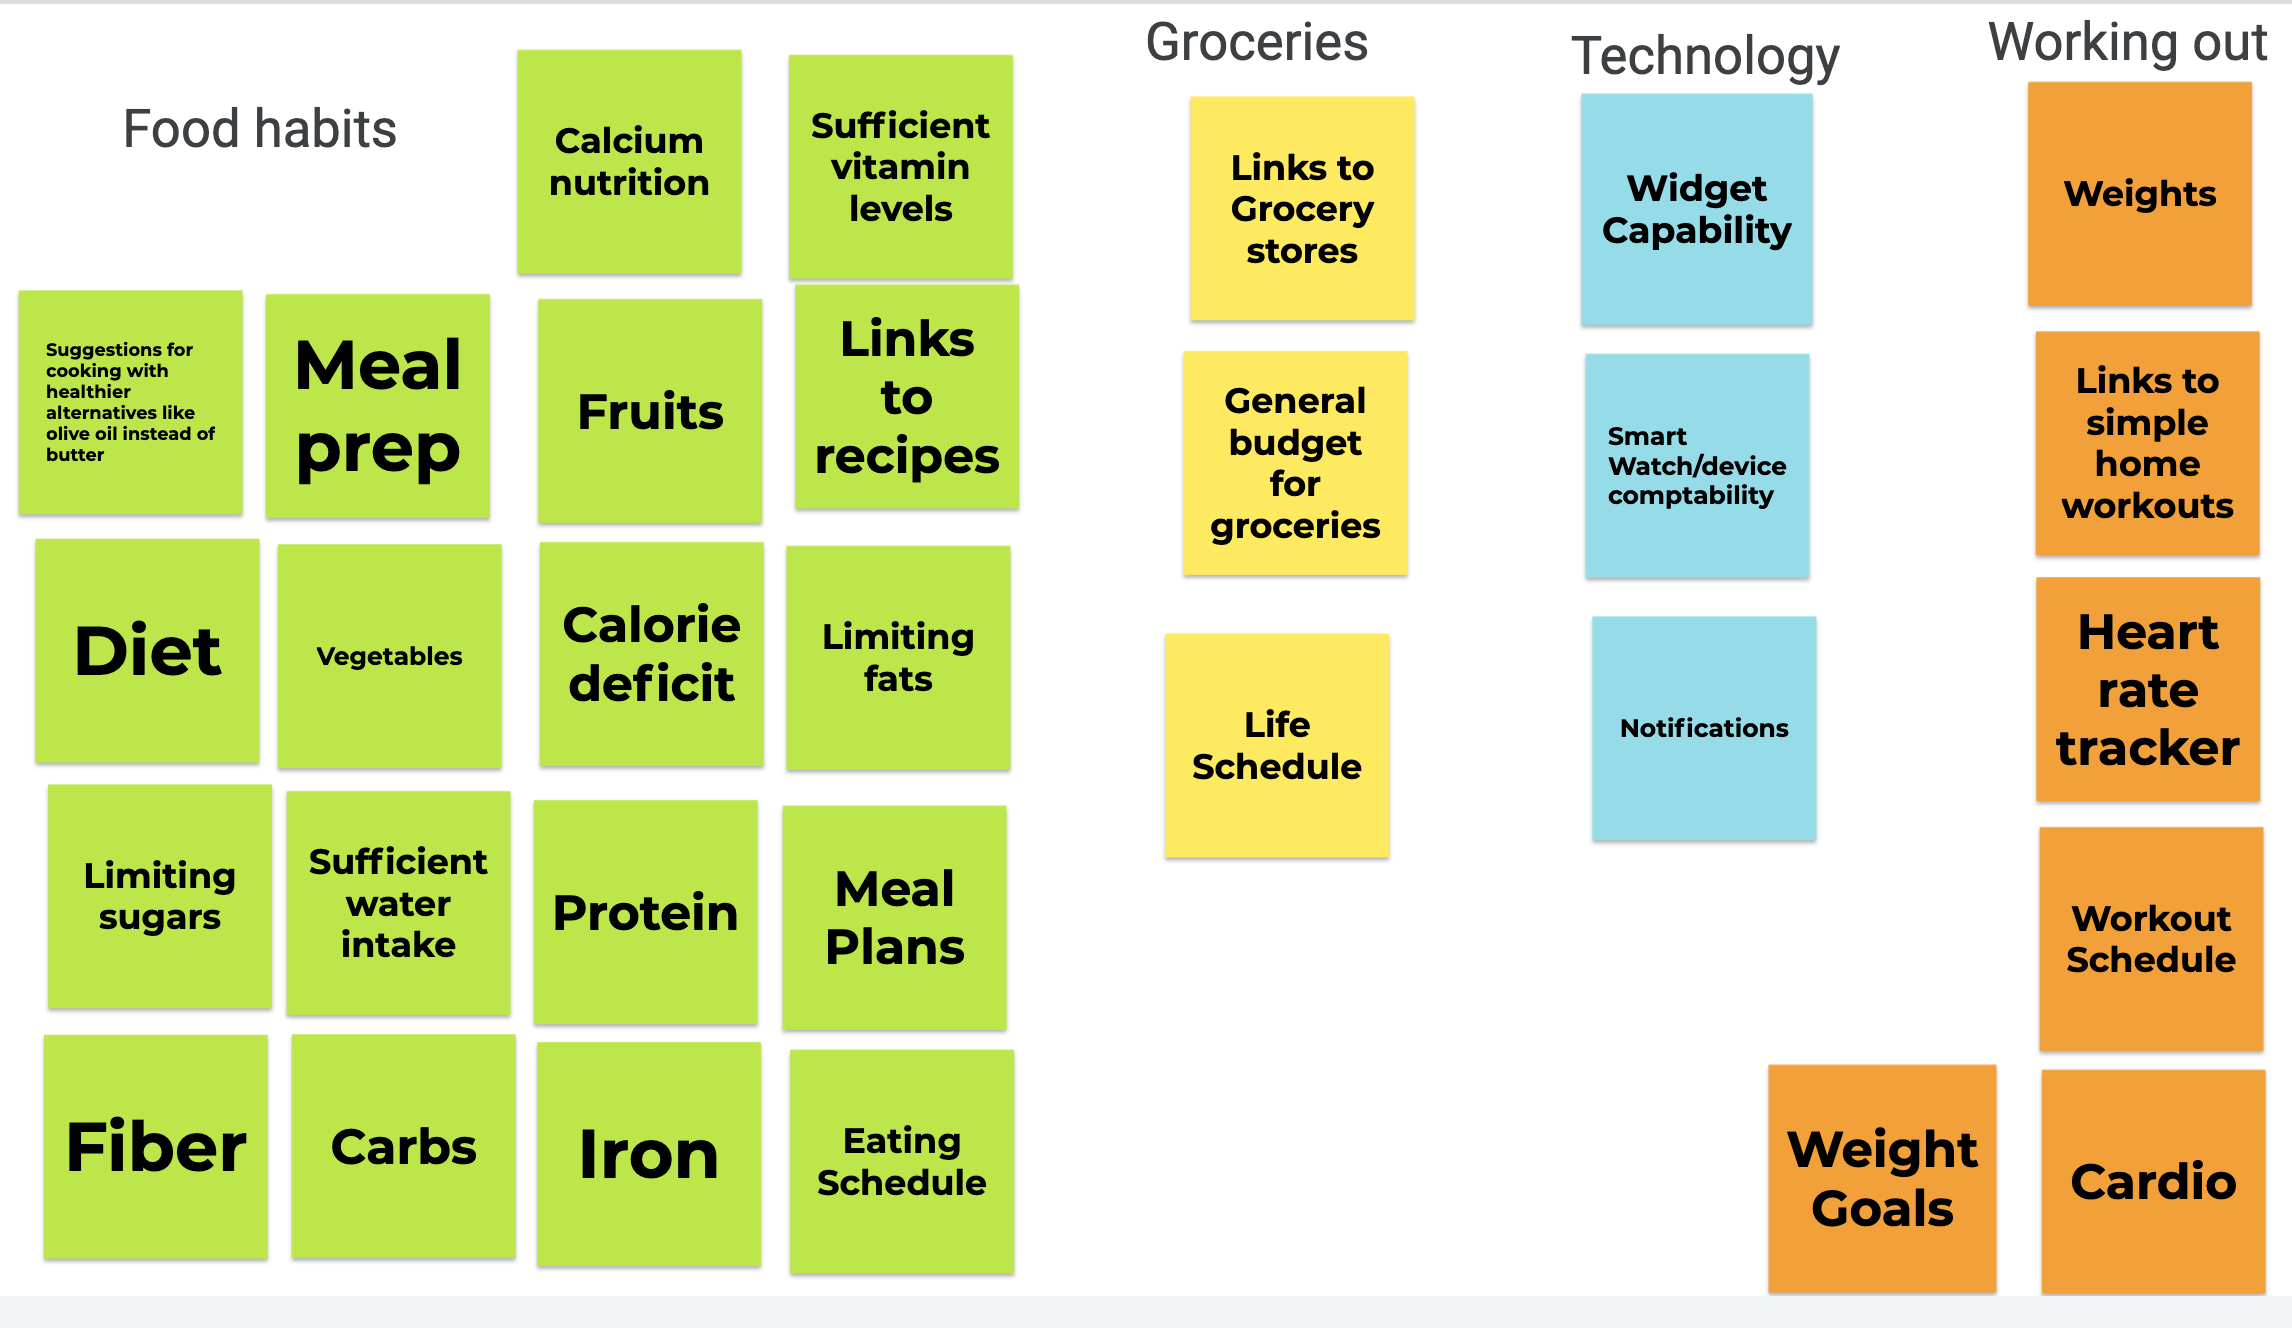 Food habits
Calcium
nutrition
Sufficient
vitamin
levels
Suggestions for
cooking with
healthier
alternatives like
olive oil instead of
butter
Meal
prep
Fruits
Links
to
recipes
Diet
Vegetables
Calorie
deficit
Limiting
fats
Limiting
sugars
Sufficient
water
intake
Protein
Meal
Plans
Fiber
Carbs
Iron
Eating
Schedule
Groceries
Links to
Grocery
stores
General
budget
for
groceries
Life
Schedule
Technology
Widget
Capability
Smart
Watch/device
comptability
Notifications
Working out
Weights
Links to
simple
home
workouts
Heart
rate
tracker
Workout
Schedule
Weight
Goals
Cardio